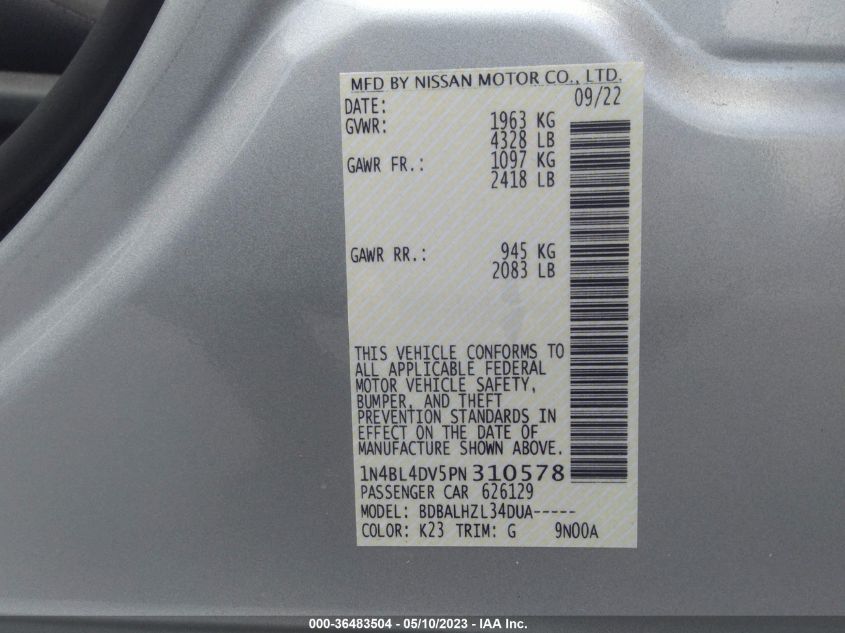 MFD BY NISSAN MOTOR CO., LTD.
DATE: 09/22
GVWR: 1963 KG
4328 LB
GAWR FR.: 1097 KG
2418 LB
GAWR RR.: 945 KG
2083 LB
THIS VEHICLE CONFORMS TO
ALL APPLICABLE FEDERAL
MOTOR VEHICLE SAFETY,
BUMPER, AND THEFT
PREVENTION STANDARDS IN
EFFECT ON THE DATE OF
MANUFACTURE SHOWN ABOVE.
1N4BL4DV5PN310578
PASSENGER CAR 626129
MODEL: BDBALHZL34DUA-----
COLOR: K23 TRIM: G 9N00A
000-36483504 - 05/10/2023 - IAA Inc.